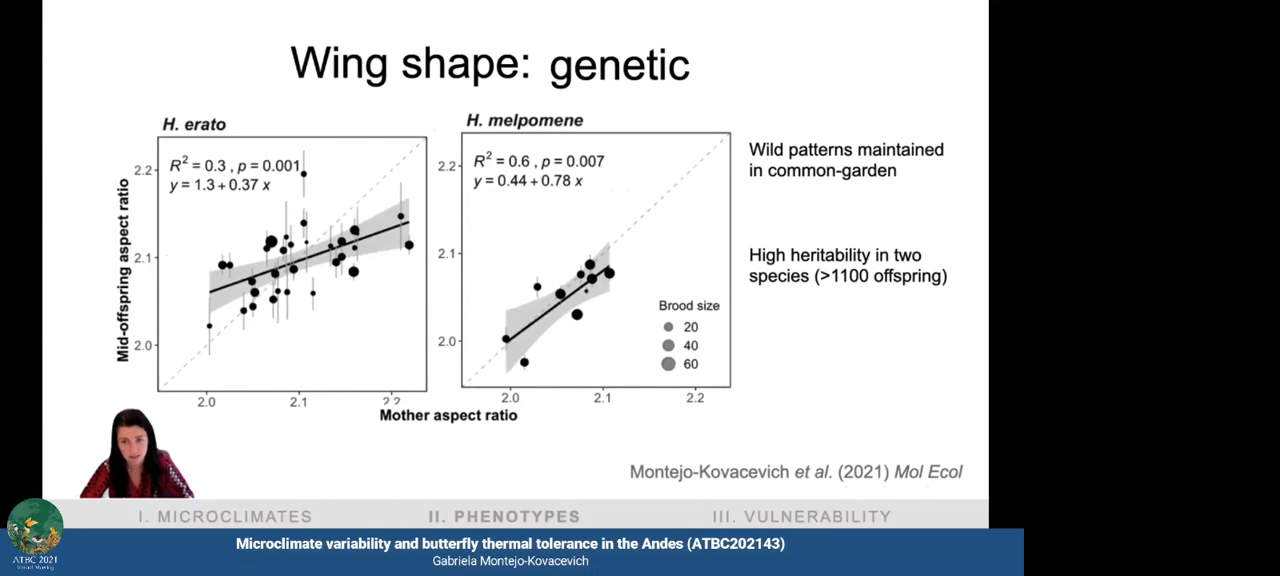 Wing shape: genetic
H. erato
H. melpomene
R² = 0.3 , p = 0.001
y = 1.3 + 0.37 x
R² = 0.6 , p = 0.007
y = 0.44 + 0.78 x
Wild patterns maintained
in common-garden
High heritability in two
species (>1100 offspring)
Mid-offspring aspect ratio
2.2
2.1
2.0
2.2
2.1
2.0
Brood size
20
40
60
2.0
2.1
2.2
2.0
2.1
2.2
Mother aspect ratio
Montejo-Kovacevich et al. (2021) Mol Ecol
I. MICROCLIMATES
II. PHENOTYPES
III. VULNERABILITY
Microclimate variability and butterfly thermal tolerance in the Andes (ATBC202143)
Gabriela Montejo-Kovacevich
ATBC 2021